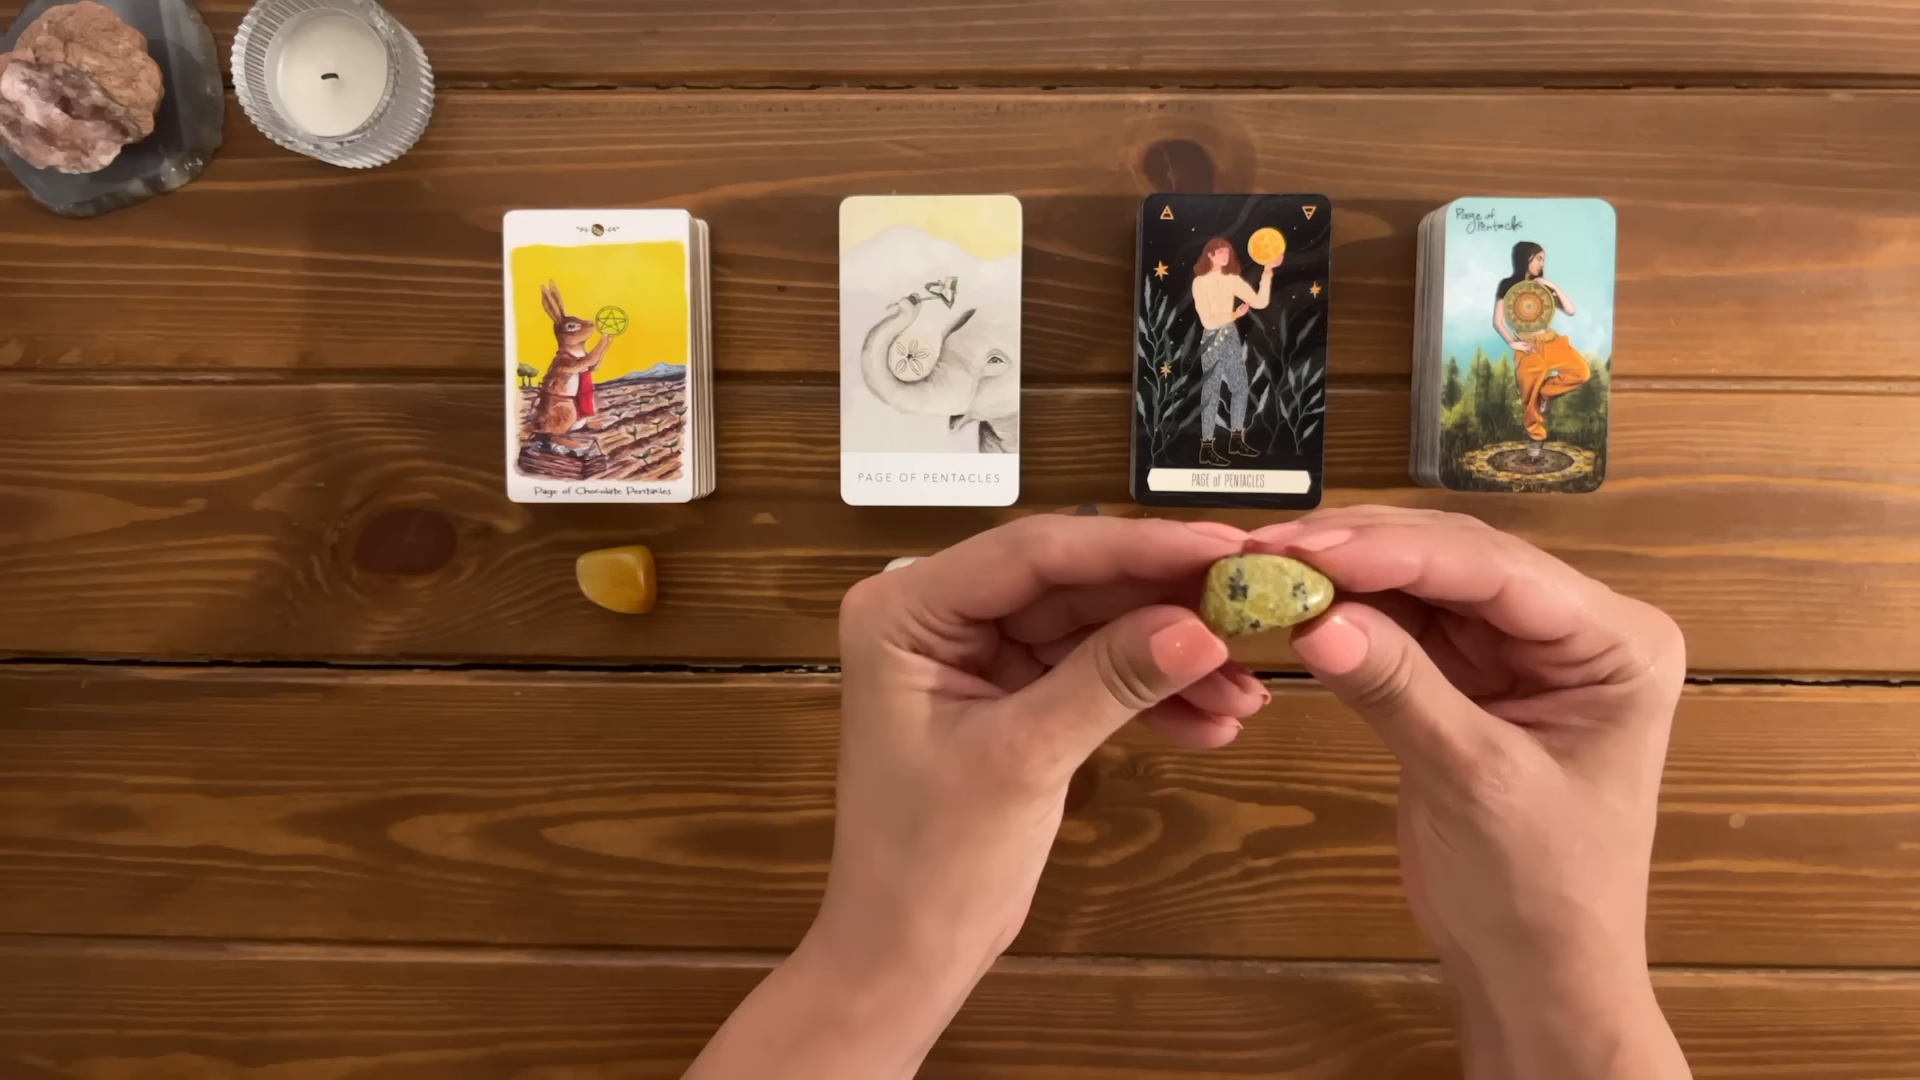 Page of Chocolate Pentacles
PAGE OF PENTACLES
PAGE of PENTACLES
Page of
Pentacles